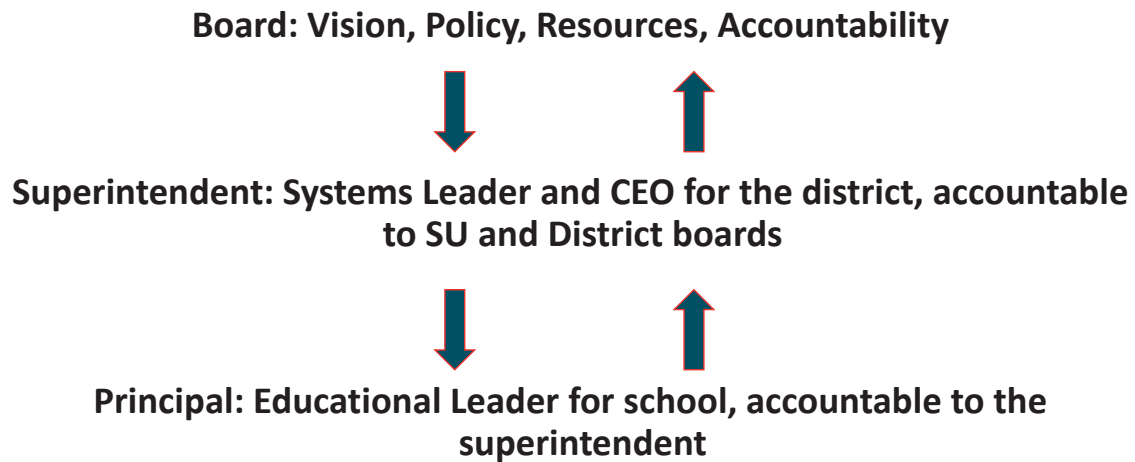 Board: Vision, Policy, Resources, Accountability
Superintendent: Systems Leader and CEO for the district, accountable
to SU and District boards
Principal: Educational Leader for school, accountable to the
superintendent